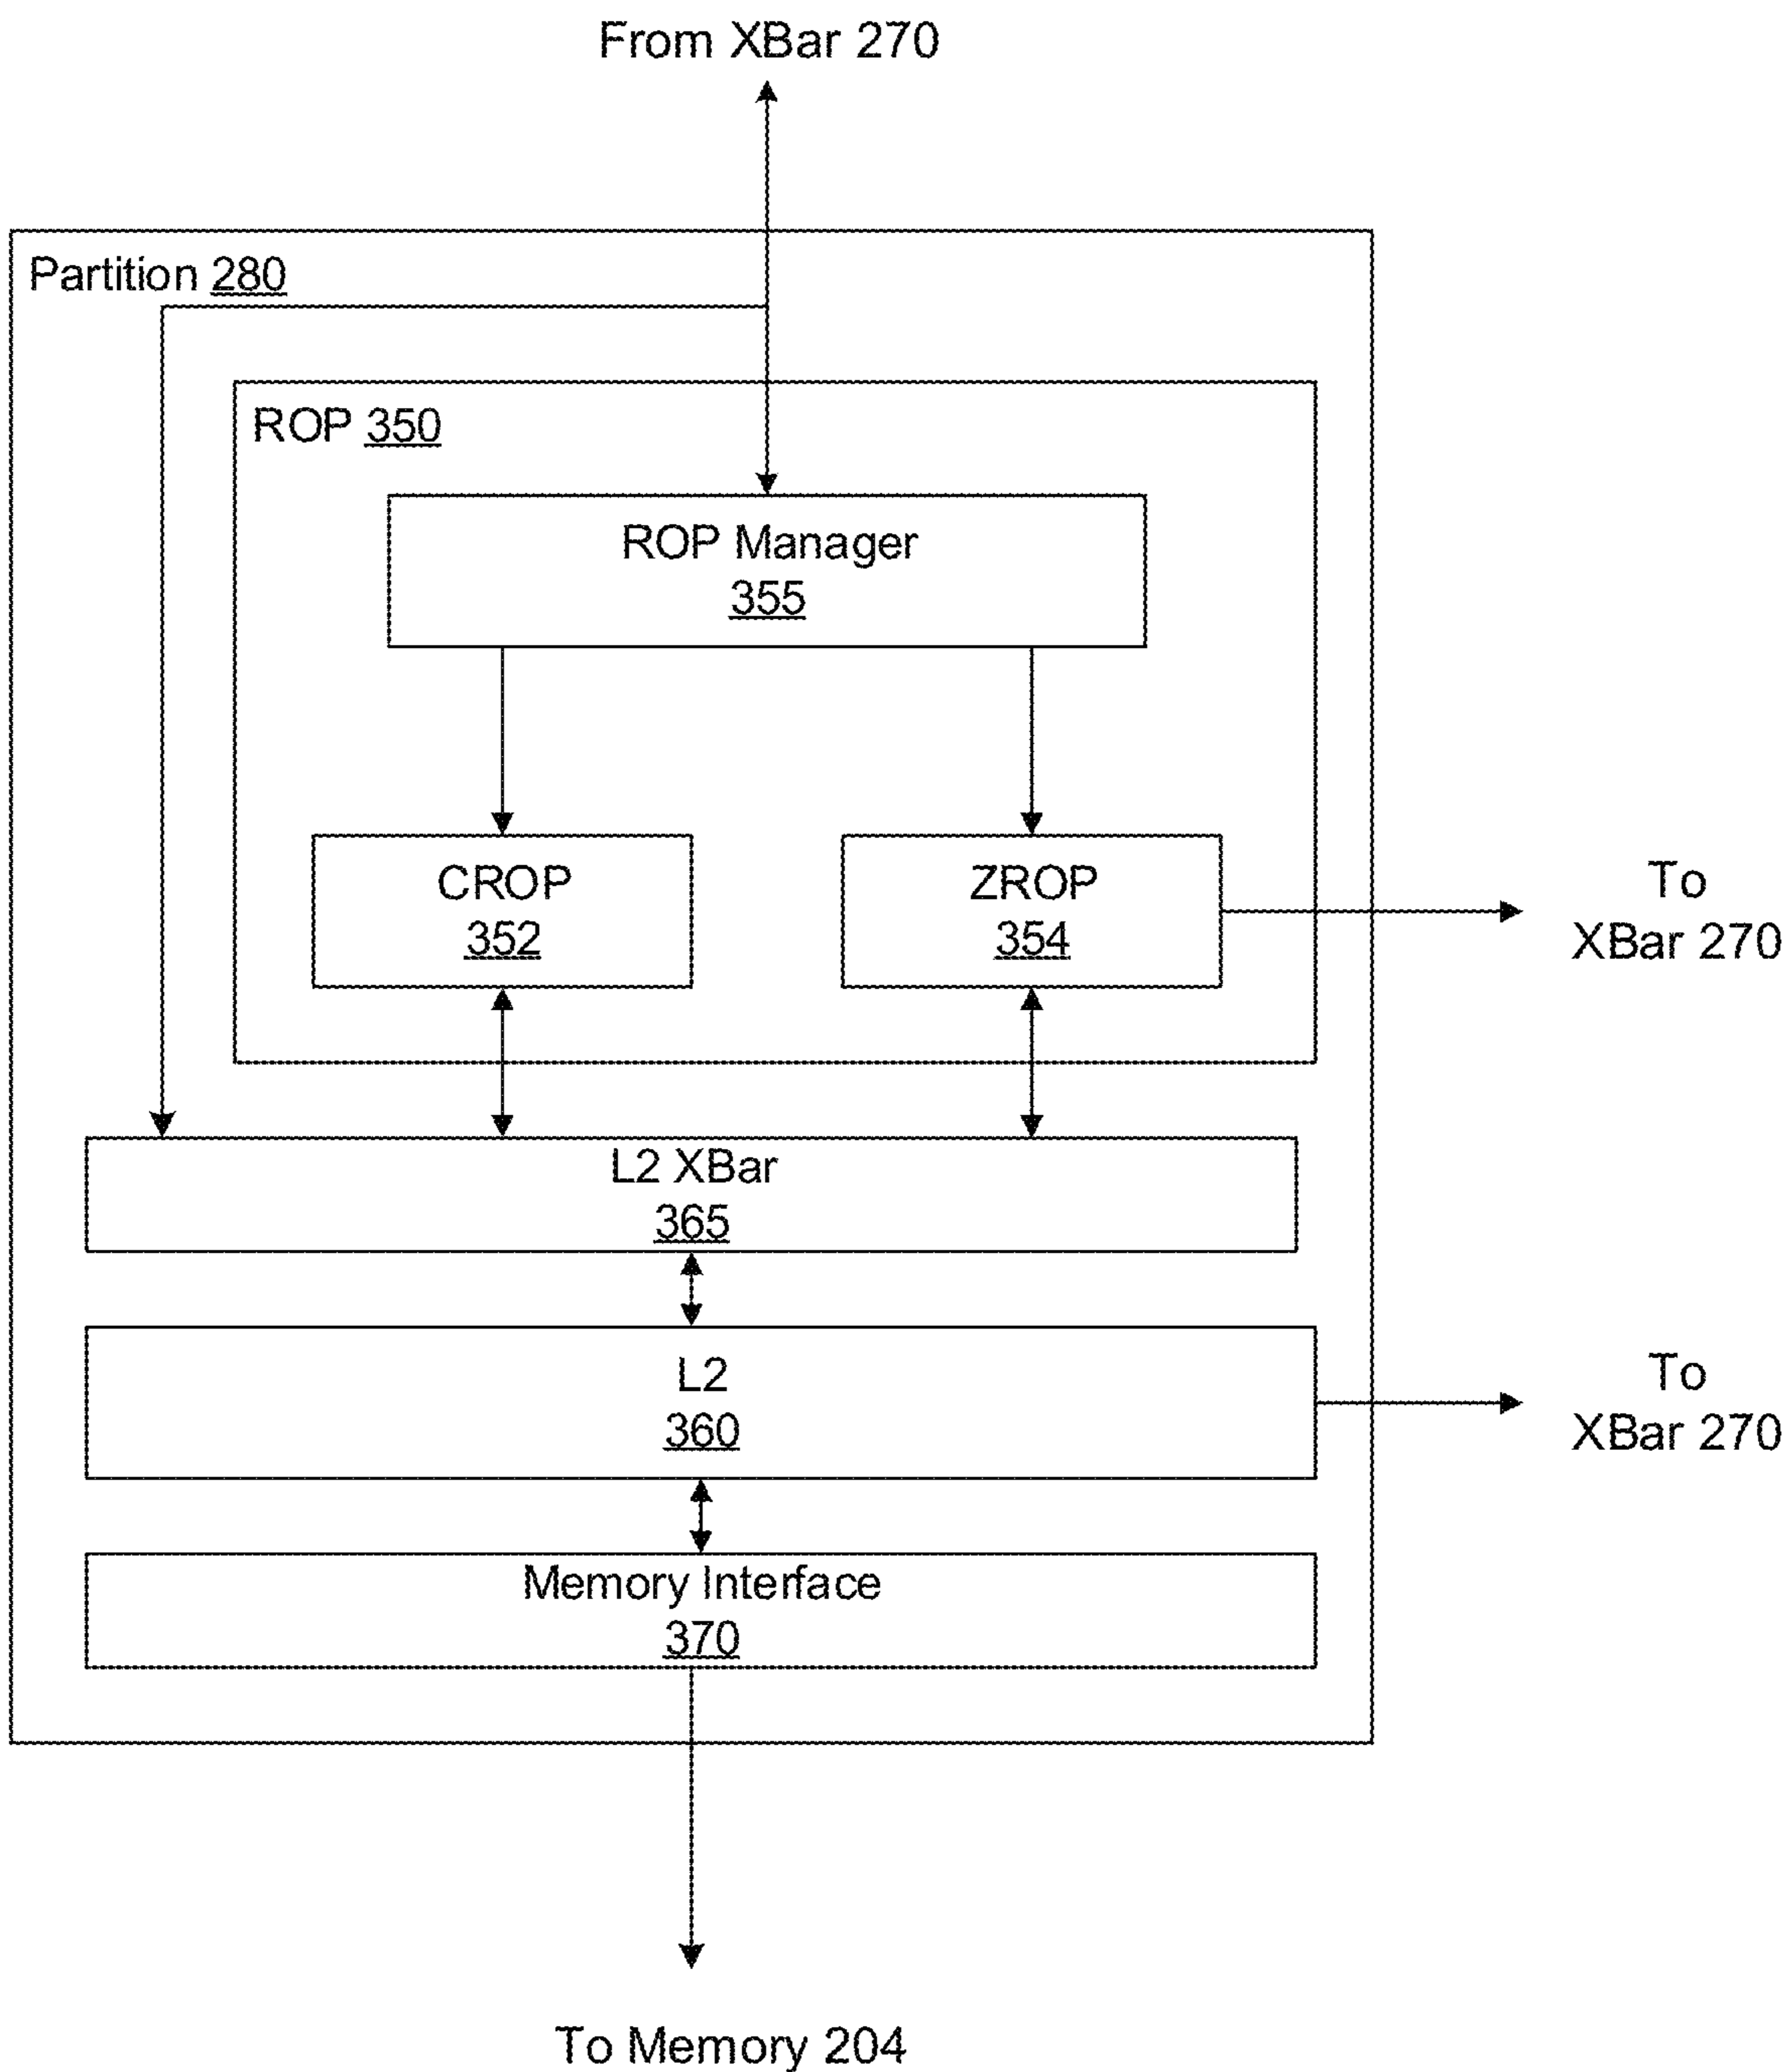 From XBar 270
Partition 280
ROP 350
ROP Manager
355
CROP
352
ZROP
354
To
XBar 270
L2 XBar
365
L2
360
To
XBar 270
Memory Interface
370
To Memory 204